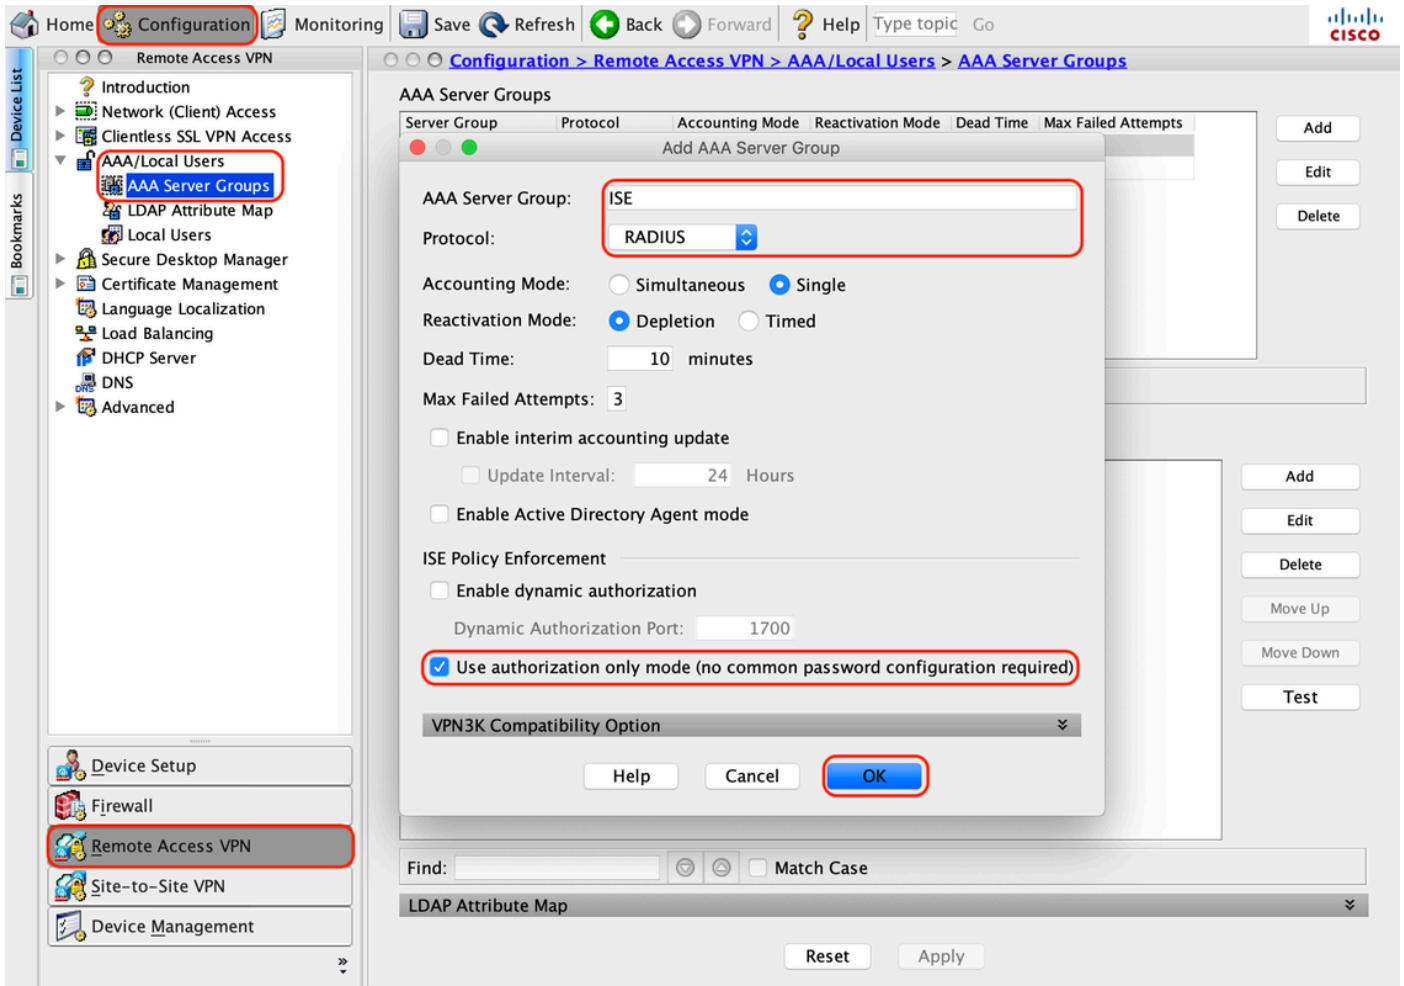 Home Configuration Monitoring Save Refresh Back Forward Help Type topic Go
CISCO
Device List
Bookmarks
Remote Access VPN
Introduction
Network (Client) Access
Clientless SSL VPN Access
AAA/Local Users
AAA Server Groups
LDAP Attribute Map
Local Users
Secure Desktop Manager
Certificate Management
Language Localization
Load Balancing
DHCP Server
DNS DNS
Advanced
Device Setup
Firewall
Remote Access VPN
Site-to-Site VPN
Device Management
Configuration > Remote Access VPN > AAA/Local Users > AAA Server Groups
AAA Server Groups
Server Group Protocol Accounting Mode Reactivation Mode Dead Time Max Failed Attempts
Add
Edit
Delete
Add AAA Server Group
AAA Server Group: ISE
Protocol: RADIUS
Accounting Mode: Simultaneous Single
Reactivation Mode: Depletion Timed
Dead Time: 10 minutes
Max Failed Attempts: 3
Enable interim accounting update
Update Interval: 24 Hours
Enable Active Directory Agent mode
ISE Policy Enforcement
Enable dynamic authorization
Dynamic Authorization Port: 1700
Use authorization only mode (no common password configuration required)
VPN3K Compatibility Option
Help Cancel OK
Add
Edit
Delete
Move Up
Move Down
Test
Find: Match Case
LDAP Attribute Map
Reset Apply